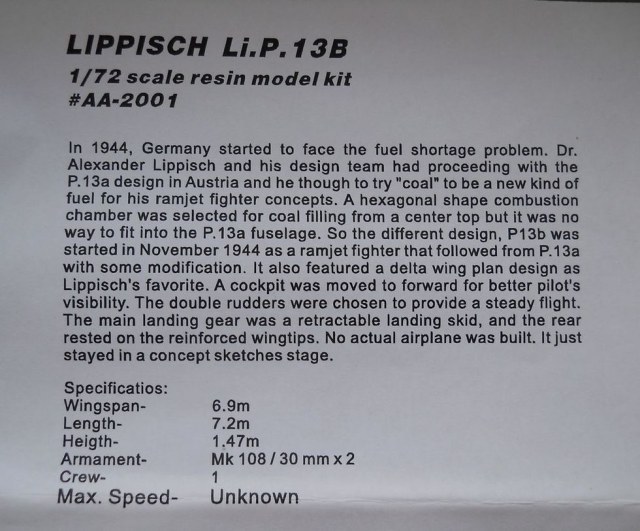 LIPPISCH Li.P.13B
1/72 scale resin model kit
#AA-2001
In 1944, Germany started to face the fuel shortage problem. Dr.
Alexander Lippisch and his design team had proceeding with the
P.13a design in Austria and he though to try "coal" to be a new kind of
fuel for his ramjet fighter concepts. A hexagonal shape combustion
chamber was selected for coal filling from a center top but it was no
way to fit into the P.13a fuselage. So the different design, P13b was
started in November 1944 as a ramjet fighter that followed from P.13a
with some modification. It also featured a delta wing plan design as
Lippisch's favorite. A cockpit was moved to forward for better pilot's
visibility. The double rudders were chosen to provide a steady flight.
The main landing gear was a retractable landing skid, and the rear
rested on the reinforced wingtips. No actual airplane was built. It just
stayed in a concept sketches stage.
Specificatios:
Wingspan- 6.9m
Length- 7.2m
Heigth- 1.47m
Armament- Mk 108 / 30 mm x 2
Crew- 1
Max. Speed- Unknown